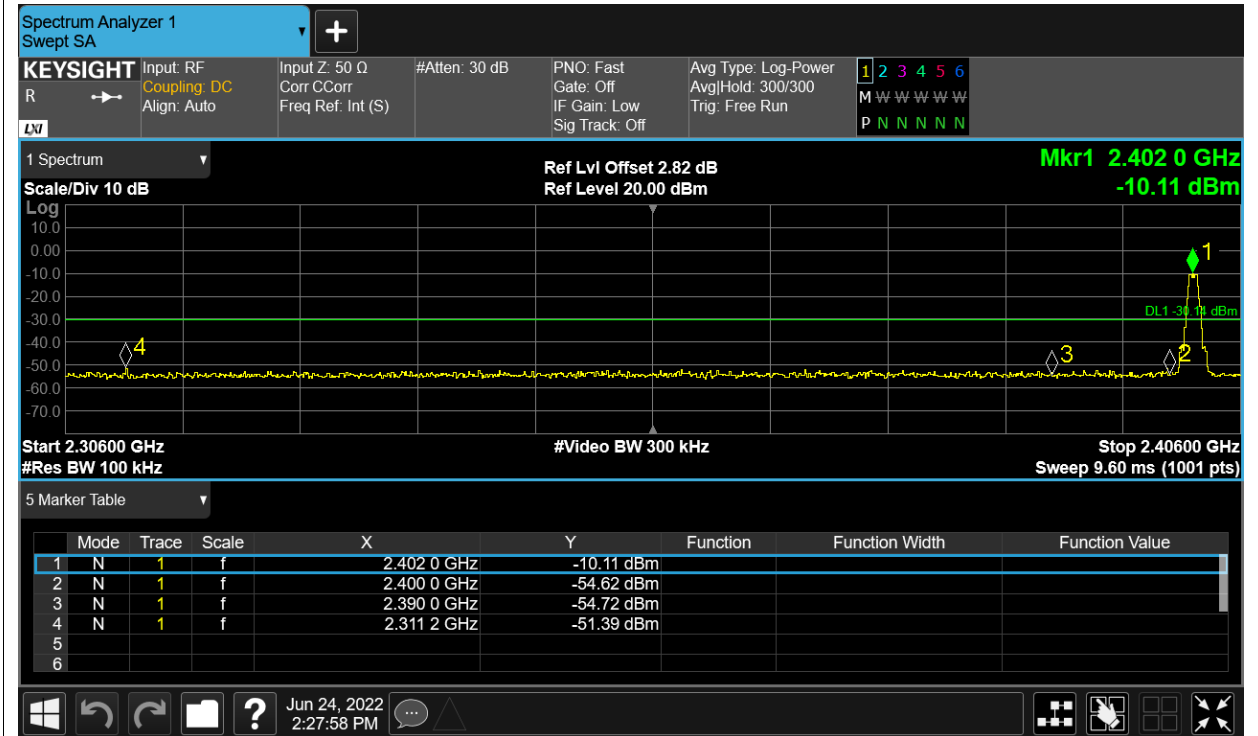 Spectrum Analyzer 1
Swept SA
+
KEYSIGHT
R
LXI
Input: RF
Coupling: DC
Align: Auto
Input Z: 50 Ω
Corr CCorr
Freq Ref: Int (S)
#Atten: 30 dB
PNO: Fast
Gate: Off
IF Gain: Low
Sig Track: Off
Avg Type: Log-Power
Avg|Hold: 300/300
Trig: Free Run
1 2 3 4 5 6
M W W W W W
P N N N N N
1 Spectrum
Scale/Div 10 dB
Ref Lvl Offset 2.82 dB
Ref Level 20.00 dBm
Mkr1 2.402 0 GHz
-10.11 dBm
Log
10.0
0.00
-10.0
-20.0
-30.0
-40.0
-50.0
-60.0
-70.0
1
DL1 -30.14 dBm
4
3
2
Start 2.30600 GHz
#Res BW 100 kHz
#Video BW 300 kHz
Stop 2.40600 GHz
Sweep 9.60 ms (1001 pts)
5 Marker Table
Mode Trace Scale X Y Function Function Width Function Value
1 N 1 f 2.402 0 GHz -10.11 dBm
2 N 1 f 2.400 0 GHz -54.62 dBm
3 N 1 f 2.390 0 GHz -54.72 dBm
4 N 1 f 2.311 2 GHz -51.39 dBm
5
6
?
Jun 24, 2022
2:27:58 PM